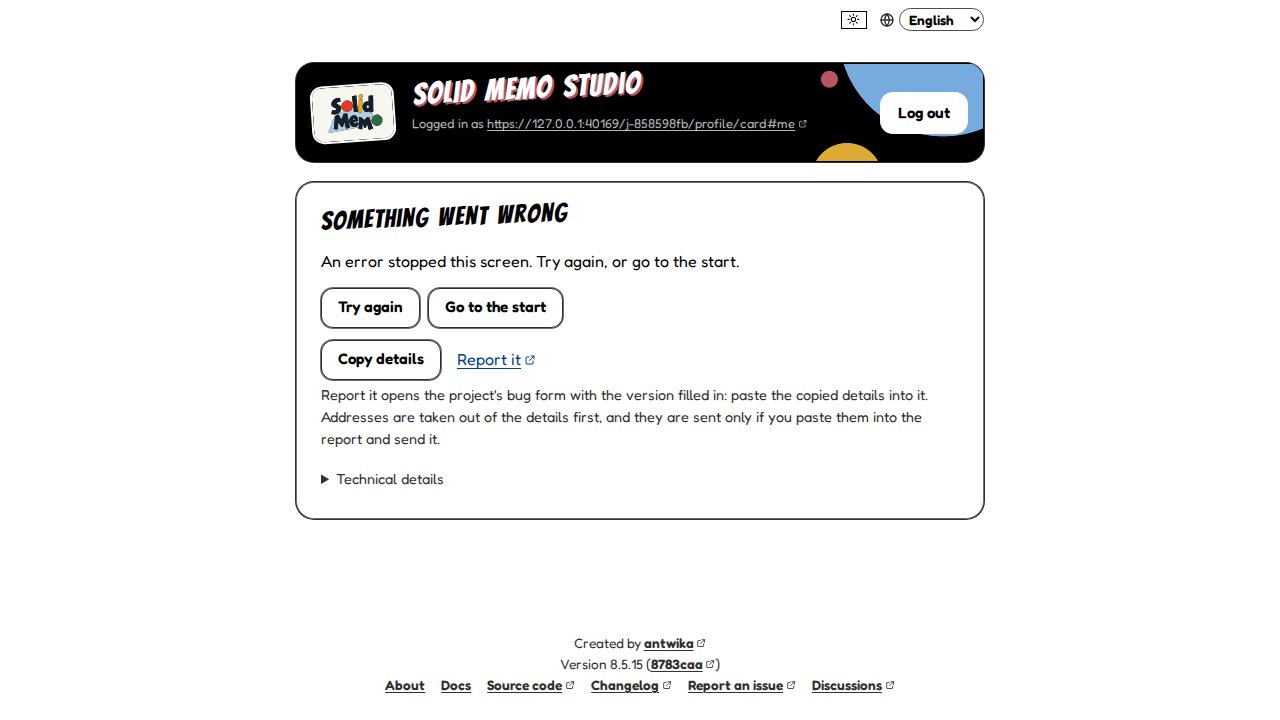 English
Solid Memo
SOLID MEMO STUDIO
Logged in as https://127.0.0.1:40169/j-858598fb/profile/card#me
Log out
SOMETHING WENT WRONG
An error stopped this screen. Try again, or go to the start.
Try again
Go to the start
Copy details
Report it
Report it opens the project's bug form with the version filled in: paste the copied details into it.
Addresses are taken out of the details first, and they are sent only if you paste them into the
report and send it.
Technical details
Created by antwika
Version 8.5.15 (8783caa)
About Docs Source code Changelog Report an issue Discussions